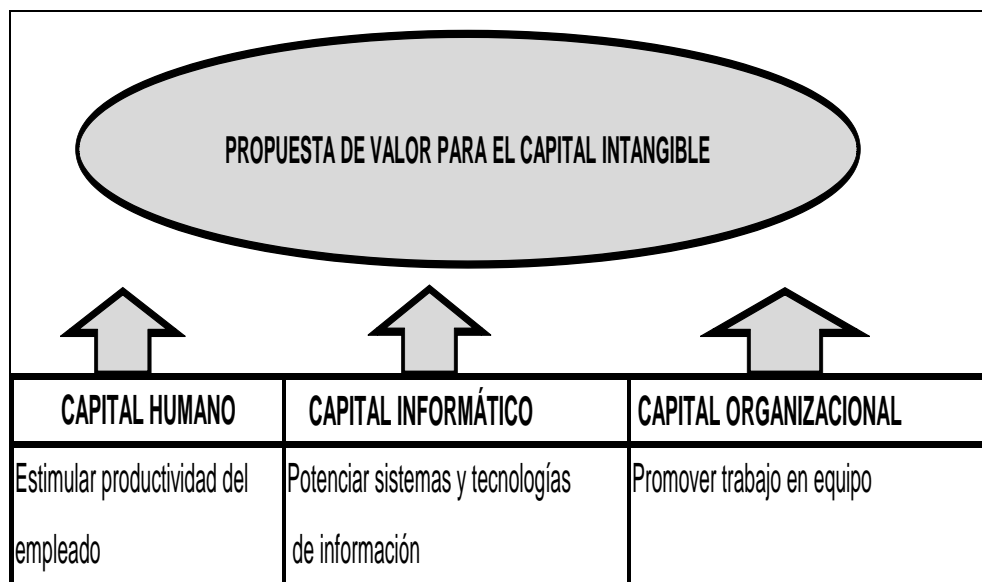 PROPUESTA DE VALOR PARA EL CAPITAL INTANGIBLE
CAPITAL HUMANO
CAPITAL INFORMÁTICO
CAPITAL ORGANIZACIONAL
Estimular productividad del
empleado
Potenciar sistemas y tecnologías
de información
Promover trabajo en equipo